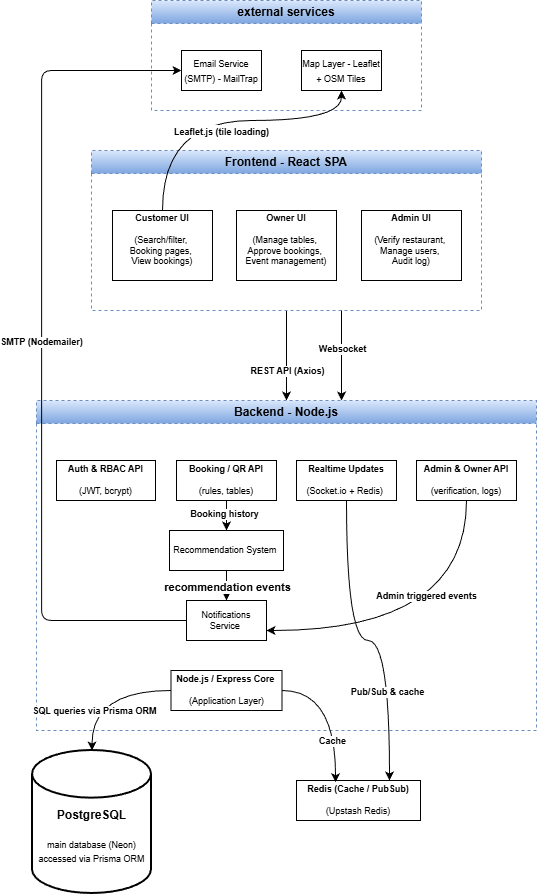 external services
Email Service
(SMTP) - MailTrap
Map Layer - Leaflet
+ OSM Tiles
Leaflet.js (tile loading)
Frontend - React SPA
Customer UI
(Search/filter,
Booking pages,
View bookings)
Owner UI
(Manage tables,
Approve bookings,
Event management)
Admin UI
(Verify restaurant,
Manage users,
Audit log)
SMTP (Nodemailer)
Websocket
REST API (Axios)
Backend - Node.js
Auth & RBAC API
(JWT, bcrypt)
Booking / QR API
(rules, tables)
Realtime Updates
(Socket.io + Redis)
Admin & Owner API
(verification, logs)
Booking history
Recommendation System
recommendation events
Notifications
Service
Admin triggered events
Node.js / Express Core
(Application Layer)
Pub/Sub & cache
SQL queries via Prisma ORM
Cache
PostgreSQL
main database (Neon)
accessed via Prisma ORM
Redis (Cache / PubSub)
(Upstash Redis)